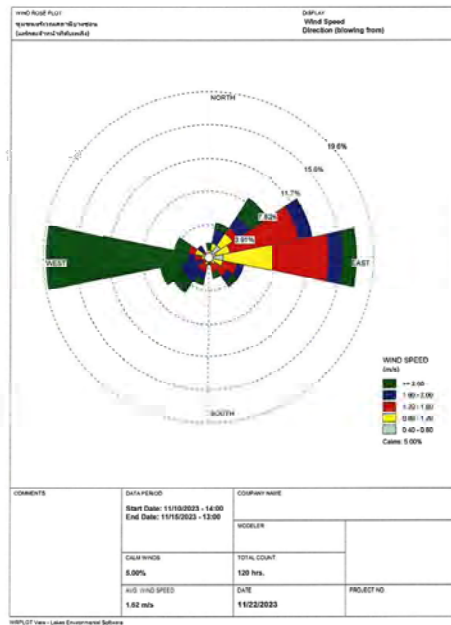 WIND ROSE PLOT
DISPLAY
Wind Speed
Direction (blowing from)
NORTH
19.6%
15.6%
11.7%
7.82%
3.91%
WEST
EAST
SOUTH
WIND SPEED
(m/s)
Calms: 5.00%
COMMENTS
DATA PERIOD
Start Date: 11/10/2023 - 14:00
End Date: 11/15/2023 - 13:00
COMPANY NAME
MODELER
CALM WINDS
5.00%
TOTAL COUNT
120 hrs.
AVG. WIND SPEED
1.62 m/s
DATE
11/22/2023
PROJECT NO.
WRPLOT View - Lakes Environmental Software